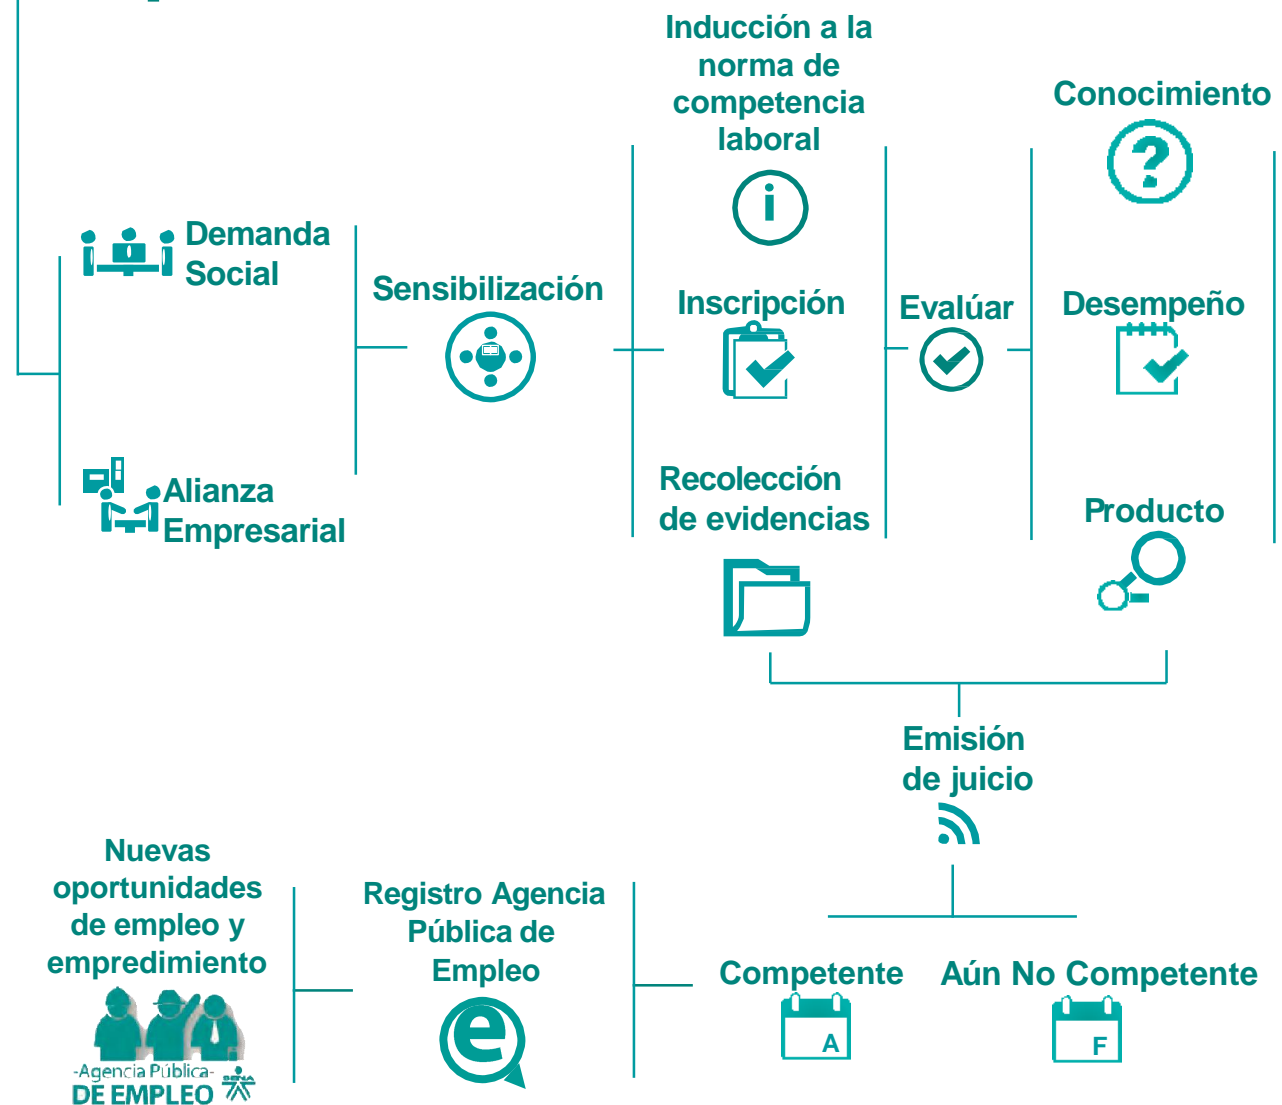 Inducción a la
norma de
competencia
laboral
i
Conocimiento
?
Demanda
Social
Sensibilización
Inscripción
Evalúar
Desempeño
Alianza
Empresarial
Recolección
de evidencias
Producto
Emisión
de juicio
Nuevas
oportunidades
de empleo y
empredimiento
-Agencia Pública-
DE EMPLEO
SENA
Registro Agencia
Pública de
Empleo
e
Competente
A
Aún No Competente
F